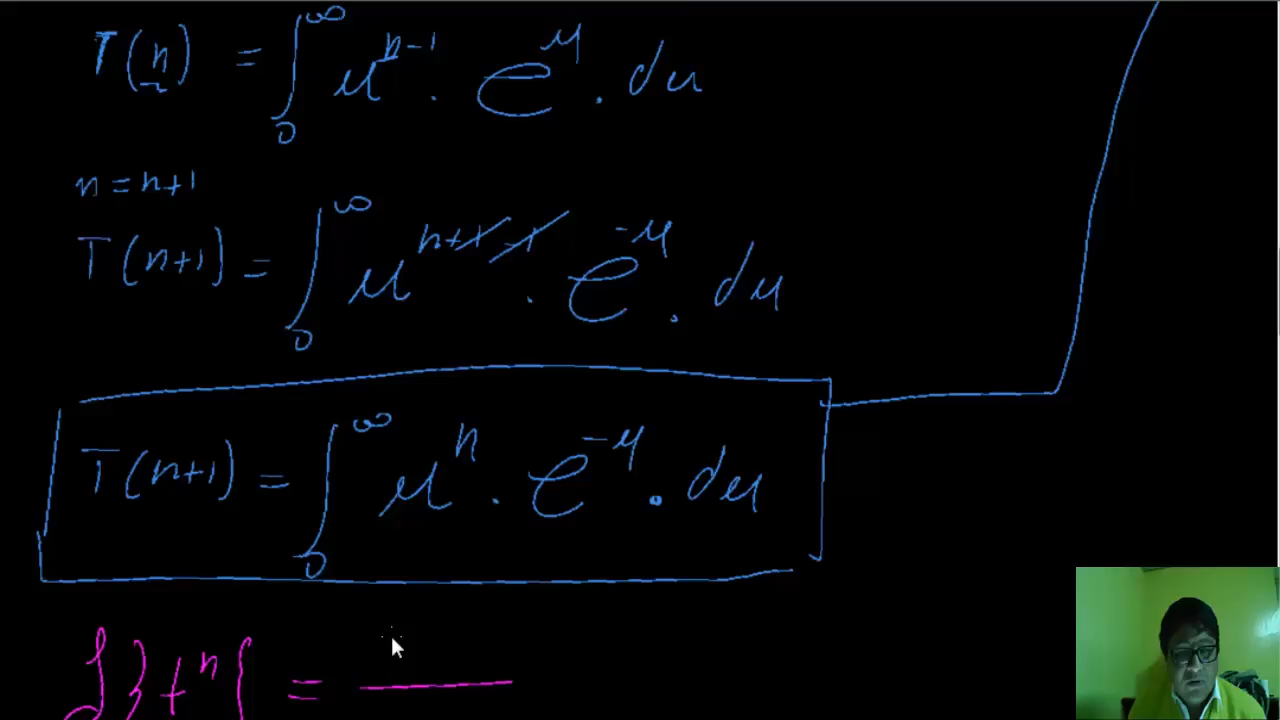 T(n) = ∫₀^∞ u^(n-1) . e^u . du
n = n+1
T(n+1) = ∫₀^∞ u^(n+1-1) . e^(-u) . du
T(n+1) = ∫₀^∞ u^n . e^(-u) . du
ℒ{t^n} =